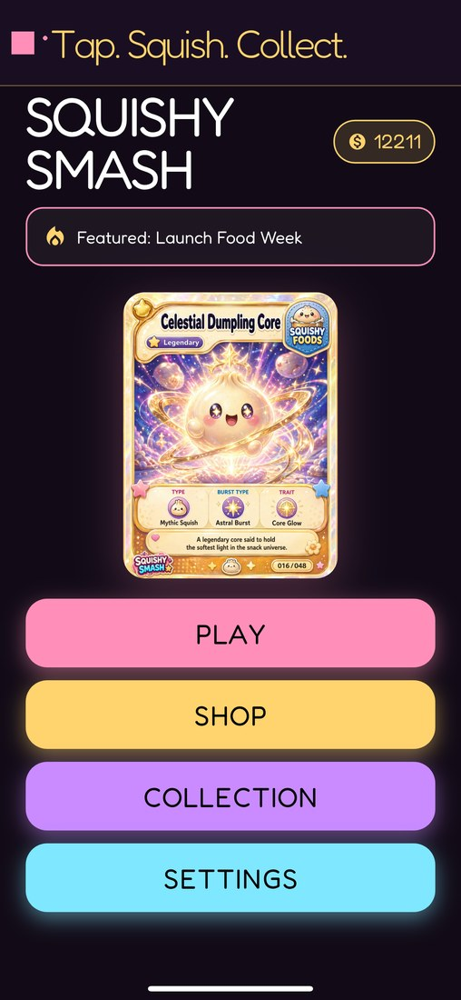 Tap. Squish. Collect.
SQUISHY
SMASH
12211
Featured: Launch Food Week
Celestial Dumpling Core
Legendary
SQUISHY
FOODS
TYPE
Mythic Squish
BURST TYPE
Astral Burst
TRAIT
Core Glow
A legendary core said to hold
the softest light in the snack universe.
SQUISHY
SMASH
016/048
PLAY
SHOP
COLLECTION
SETTINGS